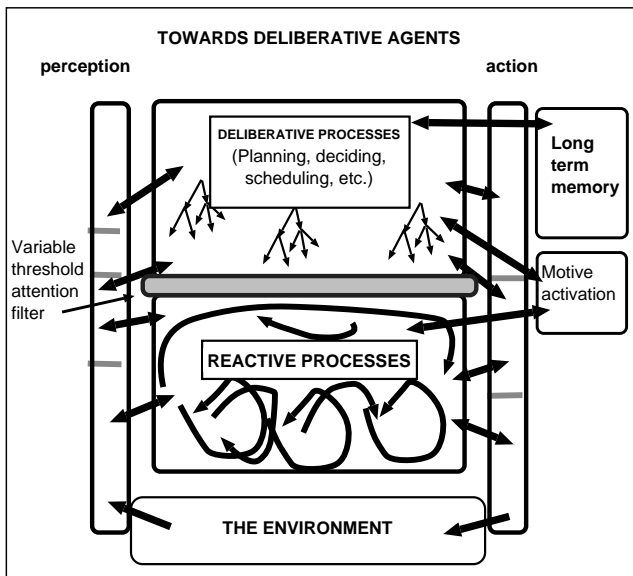 TOWARDS DELIBERATIVE AGENTS
perception
action
DELIBERATIVE PROCESSES
(Planning, deciding,
scheduling, etc.)
Long
term
memory
Variable
threshold
attention
filter
Motive
activation
REACTIVE PROCESSES
THE ENVIRONMENT